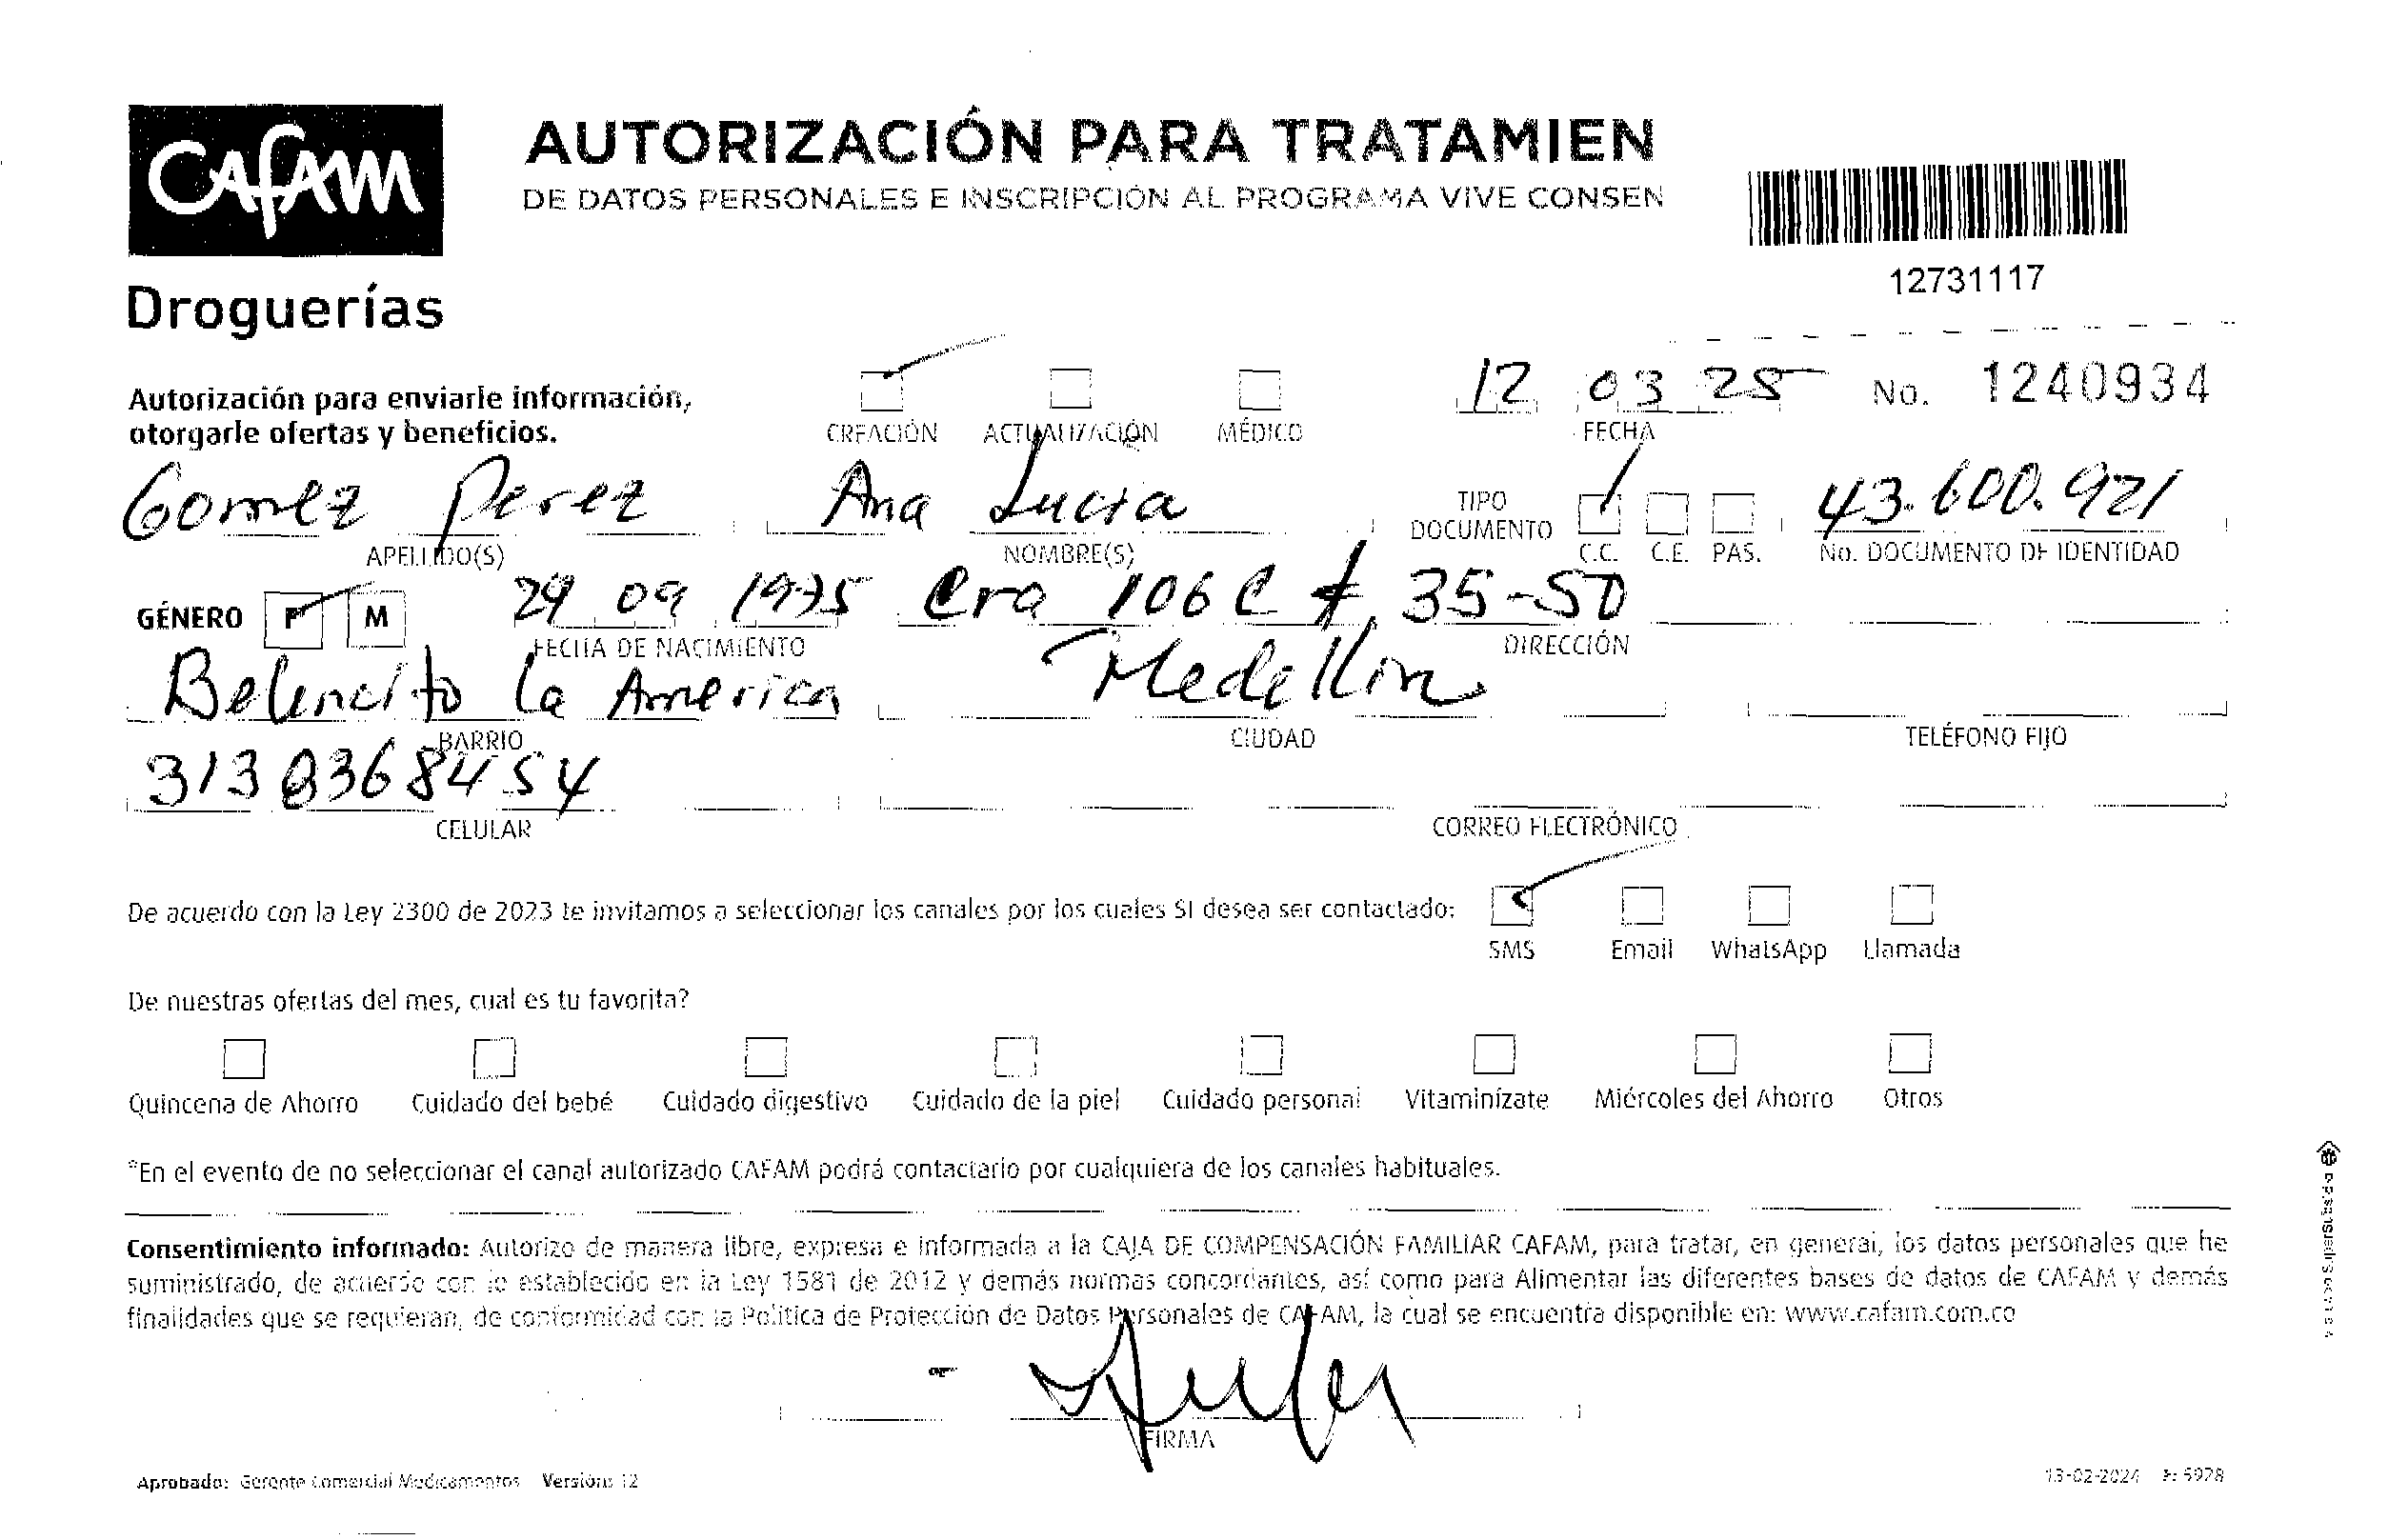 CAFAM
Droguerías
AUTORIZACIÓN PARA TRATAMIEN
DE DATOS PERSONALES E INSCRIPCIÓN AL PROGRAMA VIVE CONSEN
12731117
Autorización para enviarle información,
otorgarle ofertas y beneficios.
CREACIÓN ACTUALIZACIÓN MÉDICO
12 03 25
FECHA
No. 1240934
Gomez Perez Ana Lucia
APELLIDO(S) NOMBRE(S)
TIPO
DOCUMENTO
C.C. C.E. PAS.
43.600.921
No. DOCUMENTO DE IDENTIDAD
GÉNERO F M
29 09 1975 Cra 106 C # 35-50
FECHA DE NACIMIENTO DIRECCIÓN
Belencito la America Medellin
BARRIO CIUDAD TELÉFONO FIJO
3138368454
CELULAR CORREO ELECTRÓNICO
De acuerdo con la Ley 2300 de 2023 te invitamos a seleccionar los canales por los cuales SI desea ser contactado:
SMS Email WhatsApp Llamada
De nuestras ofertas del mes, cual es tu favorita?
Quincena de Ahorro Cuidado del bebé Cuidado digestivo Cuidado de la piel Cuidado personal Vitaminízate Miércoles del Ahorro Otros
*En el evento de no seleccionar el canal autorizado CAFAM podrá contactarlo por cualquiera de los canales habituales.
Consentimiento informado: Autorizo de manera libre, expresa e informada a la CAJA DE COMPENSACIÓN FAMILIAR CAFAM, para tratar, en general, los datos personales que he
suministrado, de acuerdo con lo establecido en la Ley 1581 de 2012 y demás normas concordantes, así como para Alimentar las diferentes bases de datos de CAFAM y demás
finalidades que se requieran, de conformidad con la Política de Protección de Datos Personales de CAFAM, la cual se encuentra disponible en: www.cafam.com.co
FIRMA
Aprobado: Gerente Comercial Medicamentos Versión: 12
13-02-2024 F: 5978